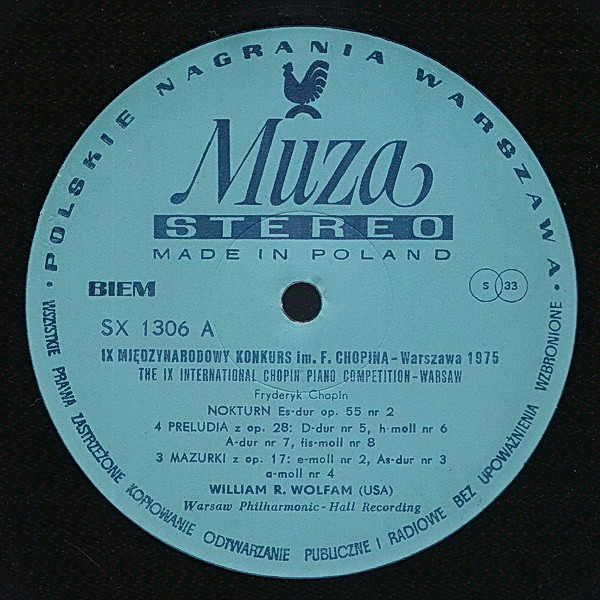 POLSKIE NAGRANIA WARSZAWA
Muza
STEREO
MADE IN POLAND
BIEM
S 33
SX 1306 A
IX MIĘDZYNARODOWY KONKURS im. F. CHOPINA - Warszawa 1975
THE IX INTERNATIONAL CHOPIN PIANO COMPETITION - WARSAW
Fryderyk Chopin
NOKTURN Es-dur op. 55 nr 2
4 PRELUDIA z op. 28: D-dur nr 5, h-moll nr 6
A-dur nr 7, fis-moll nr 8
3 MAZURKI z op. 17: e-moll nr 2, As-dur nr 3
a-moll nr 4
WILLIAM R. WOLFAM (USA)
Warsaw Philharmonic - Hall Recording
WSZYSTKIE PRAWA ZASTRZEŻONE KOPIOWANIE ODTWARZANIE PUBLICZNE I RADIOWE BEZ UPOWAŻNIENIA WZBRONIONE